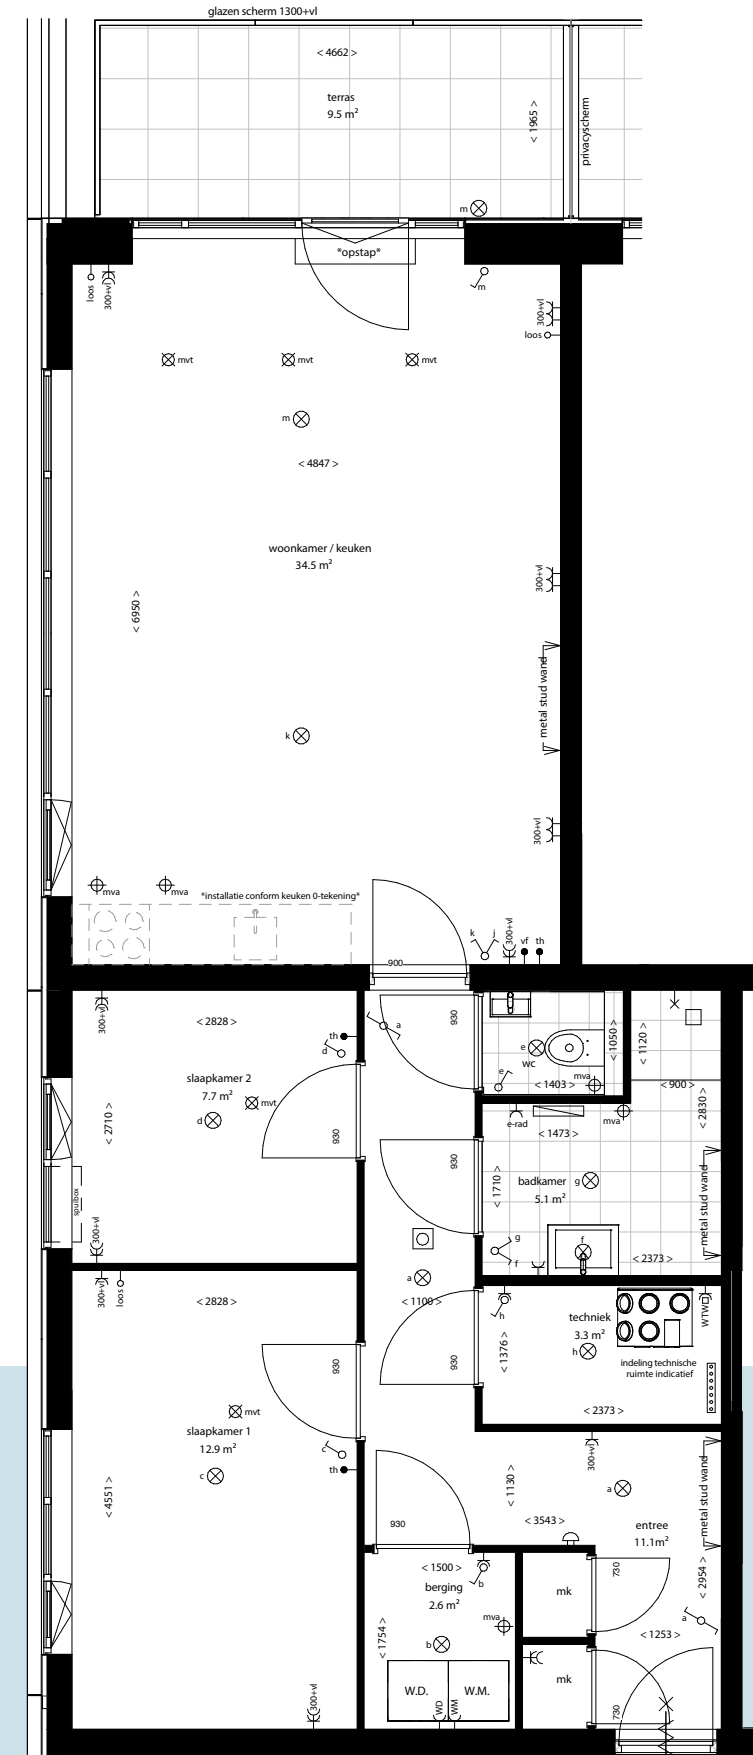 glazen scherm 1300+vl
< 4662 >
terras
9.5 m²
< 1965 >
privacyscherm
m
*opstap*
loos
300+vl
m
300+vl
loos
mvt
mvt
mvt
m
< 4847 >
woonkamer / keuken
34.5 m²
300+vl
< 6950 >
metal stud wand
k
300+vl
mva
mva
*installatie conform keuken 0-tekening*
k
j
300+vl
vf
th
900
300+vl
< 2828 >
th
d
a
930
e
wc
< 1050 >
< 1120 >
slaapkamer 2
7.7 m²
mvt
d
e
< 1403 >
mva
< 900 >
< 2710 >
930
930
e-rad
< 1473 >
mva
< 2830 >
spuibox
< 1710 >
badkamer
5.1 m²
g
metal stud wand
300+vl
g
f
f
< 2373 >
300+vl
loos
< 2828 >
a
< 1100 >
h
techniek
3.3 m²
h
WTW
930
930
< 1376 >
indeling technische
ruimte indicatief
mvt
slaapkamer 1
12.9 m²
c
c
th
< 2373 >
300+vl
< 4551 >
< 1130 >
a
metal stud wand
930
< 3543 >
entree
11.1m²
< 1500 >
berging
2.6 m²
b
mk
730
< 2954 >
mva
a
< 1754 >
b
< 1253 >
W.D.
W.M.
WD
WM
mk
730
300+vl